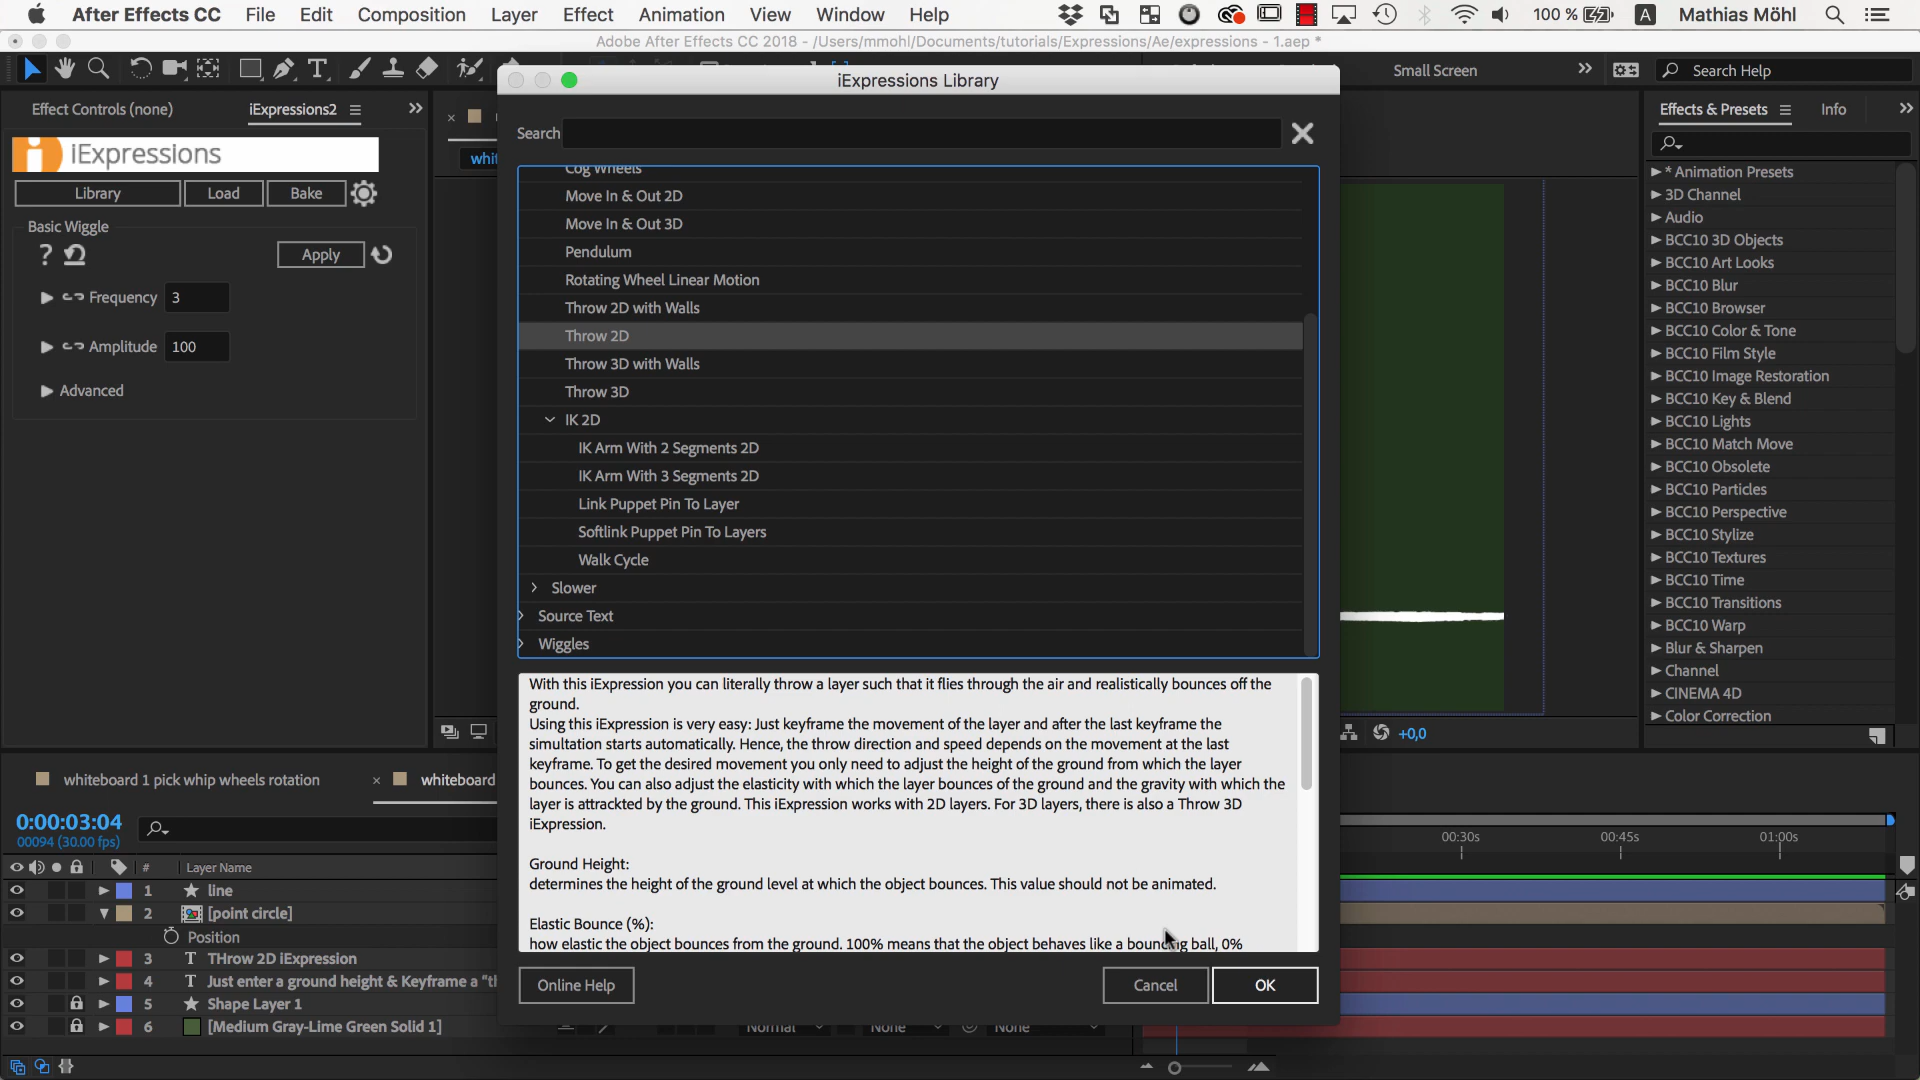 After Effects CC File Edit Composition Layer Effect Animation View Window Help 100 % A Mathias Möhl
Adobe After Effects CC 2018 - /Users/mmohl/Documents/tutorials/Expressions/Ae/expressions - 1.aep *
Small Screen Search Help
iExpressions Library
Effect Controls (none) iExpressions2
Effects & Presets Info
iExpressions
Library Load Bake
Basic Wiggle
? Apply
Frequency 3
Amplitude 100
Advanced
whit
Search
Cog Wheels
Move In & Out 2D
Move In & Out 3D
Pendulum
Rotating Wheel Linear Motion
Throw 2D with Walls
Throw 2D
Throw 3D with Walls
Throw 3D
IK 2D
IK Arm With 2 Segments 2D
IK Arm With 3 Segments 2D
Link Puppet Pin To Layer
Softlink Puppet Pin To Layers
Walk Cycle
Slower
Source Text
Wiggles
With this iExpression you can literally throw a layer such that it flies through the air and realistically bounces off the
ground.
Using this iExpression is very easy: Just keyframe the movement of the layer and after the last keyframe the
simultation starts automatically. Hence, the throw direction and speed depends on the movement at the last
keyframe. To get the desired movement you only need to adjust the height of the ground from which the layer
bounces. You can also adjust the elasticity with which the layer bounces of the ground and the gravity with which the
layer is attrackted by the ground. This iExpression works with 2D layers. For 3D layers, there is also a Throw 3D
iExpression.
Ground Height:
determines the height of the ground level at which the object bounces. This value should not be animated.
Elastic Bounce (%):
how elastic the object bounces from the ground. 100% means that the object behaves like a bouncing ball, 0%
Online Help Cancel OK
* Animation Presets
3D Channel
Audio
BCC10 3D Objects
BCC10 Art Looks
BCC10 Blur
BCC10 Browser
BCC10 Color & Tone
BCC10 Film Style
BCC10 Image Restoration
BCC10 Key & Blend
BCC10 Lights
BCC10 Match Move
BCC10 Obsolete
BCC10 Particles
BCC10 Perspective
BCC10 Stylize
BCC10 Textures
BCC10 Time
BCC10 Transitions
BCC10 Warp
Blur & Sharpen
Channel
CINEMA 4D
Color Correction
+0,0
whiteboard 1 pick whip wheels rotation whiteboard
0:00:03:04
00094 (30.00 fps)
00:30s 00:45s 01:00s
# Layer Name
1 line
2 [point circle]
Position
3 T THrow 2D iExpression
4 T Just enter a ground height & Keyframe a "th
5 Shape Layer 1
6 [Medium Gray-Lime Green Solid 1] Normal None None